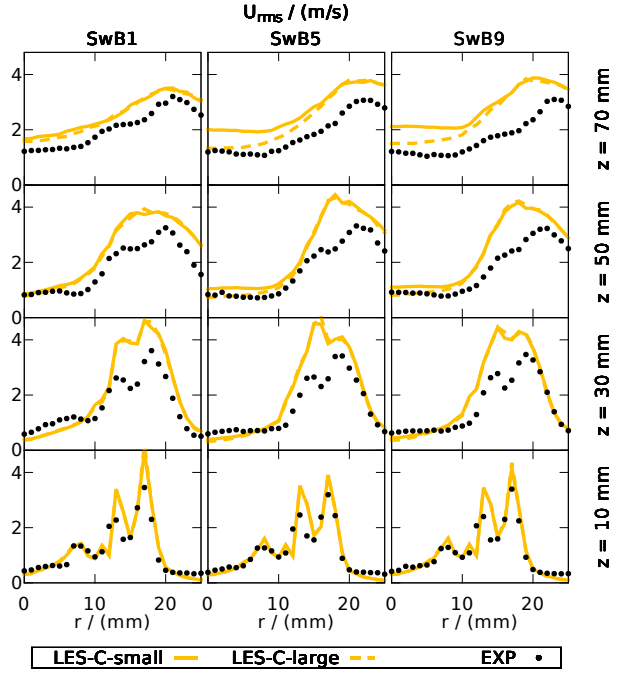 U_rms / (m/s)
SwB1 SwB5 SwB9
4
2
0
z = 70 mm
4
2
0
z = 50 mm
4
2
0
z = 30 mm
4
2
0
z = 10 mm
0 10 20 0 10 20 0 10 20
r / (mm) r / (mm) r / (mm)
LES-C-small LES-C-large EXP